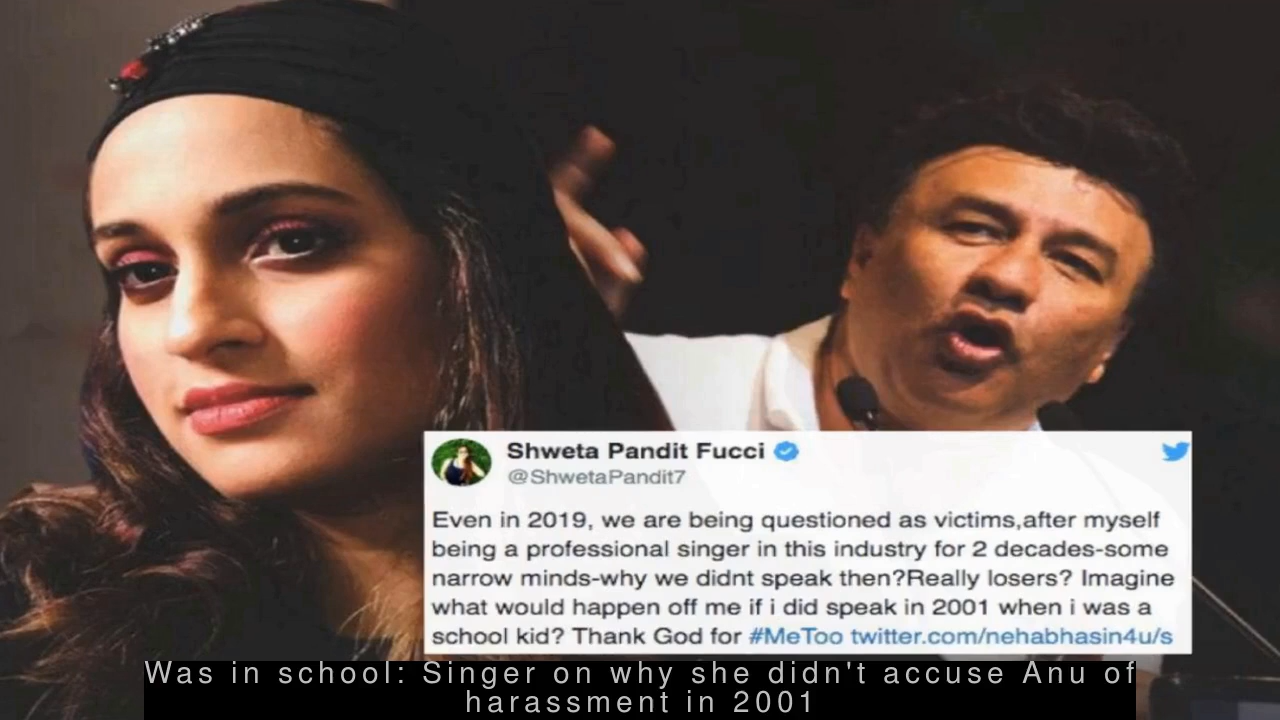 Shweta Pandit Fucci
@ShwetaPandit7
Even in 2019, we are being questioned as victims,after myself
being a professional singer in this industry for 2 decades-some
narrow minds-why we didnt speak then?Really losers? Imagine
what would happen off me if i did speak in 2001 when i was a
school kid? Thank God for #MeToo twitter.com/nehabhasin4u/s
Was in school: Singer on why she didn't accuse Anu of
harassment in 2001